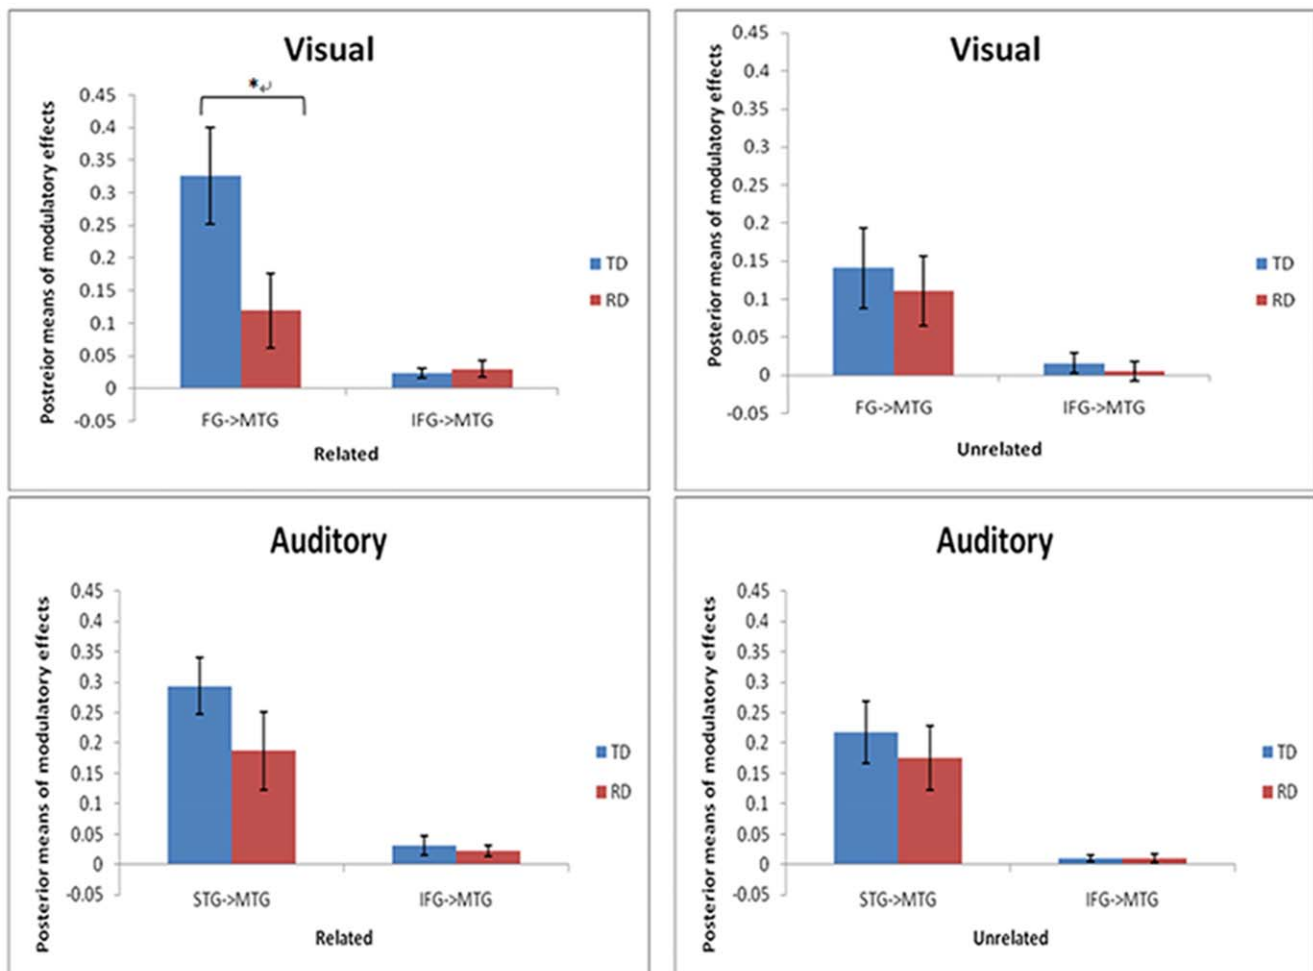 Visual
*↵
Postreior means of modulatory effects
0.45
0.4
0.35
0.3
0.25
0.2
0.15
0.1
0.05
0
-0.05
FG->MTG
IFG->MTG
Related
TD
RD
Visual
Posterior means of modulatory effects
0.45
0.4
0.35
0.3
0.25
0.2
0.15
0.1
0.05
0
-0.05
FG->MTG
IFG->MTG
Unrelated
TD
RD
Auditory
Posterior means of modulatory effects
0.45
0.4
0.35
0.3
0.25
0.2
0.15
0.1
0.05
0
-0.05
STG->MTG
IFG->MTG
Related
TD
RD
Auditory
Posterior means of modulatory effects
0.45
0.4
0.35
0.3
0.25
0.2
0.15
0.1
0.05
0
-0.05
STG->MTG
IFG->MTG
Unrelated
TD
RD